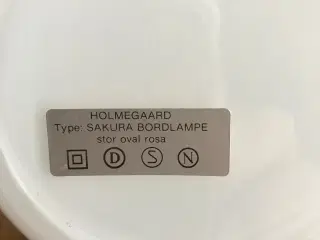 HOLMEGAARD
Type: SAKURA BORDLAMPE
stor oval rosa
D S N